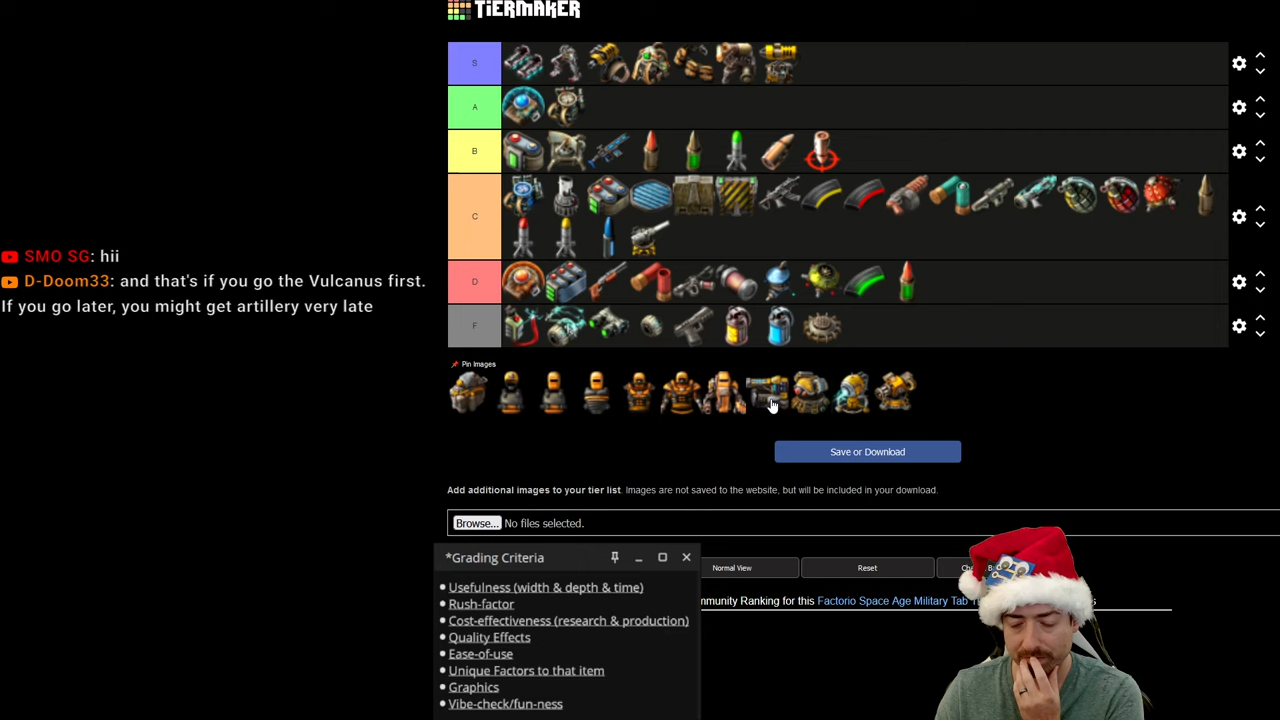 TiERMAKER
S
A
B
C
D
F
SMO SG: hii
D-Doom33: and that's if you go the Vulcanus first.
If you go later, you might get artillery very late
Pin Images
Save or Download
Add additional images to your tier list. Images are not saved to the website, but will be included in your download.
Browse... No files selected.
*Grading Criteria
Normal View
Reset
Usefulness (width & depth & time)
Rush-factor
Cost-effectiveness (research & production)
Quality Effects
Ease-of-use
Unique Factors to that item
Graphics
Vibe-check/fun-ness
Factorio Space Age Military Tab